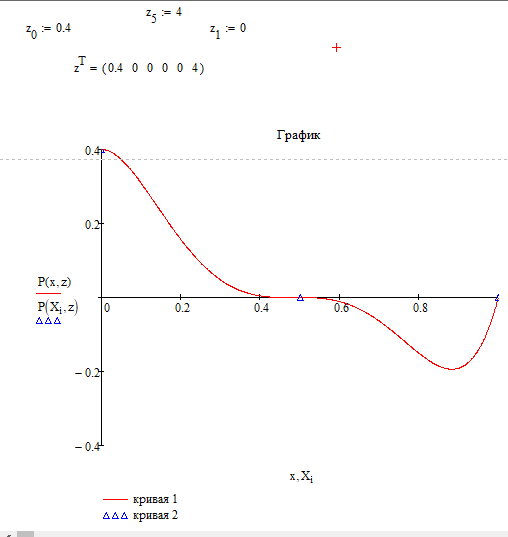 z5 := 4
z0 := 0.4
z1 := 0
zT = (0.4 0 0 0 0 4)
График
0.4
0.2
P(x,z)
P(Xi,z)
0 0.2 0.4 0.6 0.8
−0.2
−0.4
x,Xi
кривая 1
кривая 2